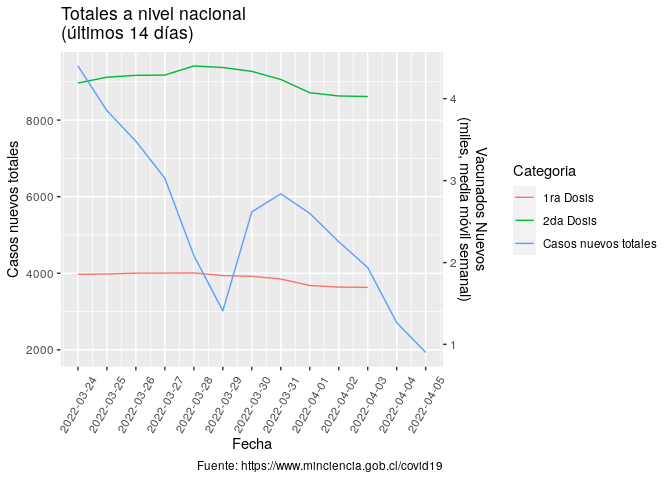 Totales a nivel nacional
(últimos 14 días)
Casos nuevos totales
8000
6000
4000
2000
4
3
2
1
Vacunados Nuevos
(miles, media móvil semanal)
2022-03-24
2022-03-25
2022-03-26
2022-03-27
2022-03-28
2022-03-29
2022-03-30
2022-03-31
2022-04-01
2022-04-02
2022-04-03
2022-04-04
2022-04-05
Fecha
Categoria
1ra Dosis
2da Dosis
Casos nuevos totales
Fuente: https://www.minciencia.gob.cl/covid19